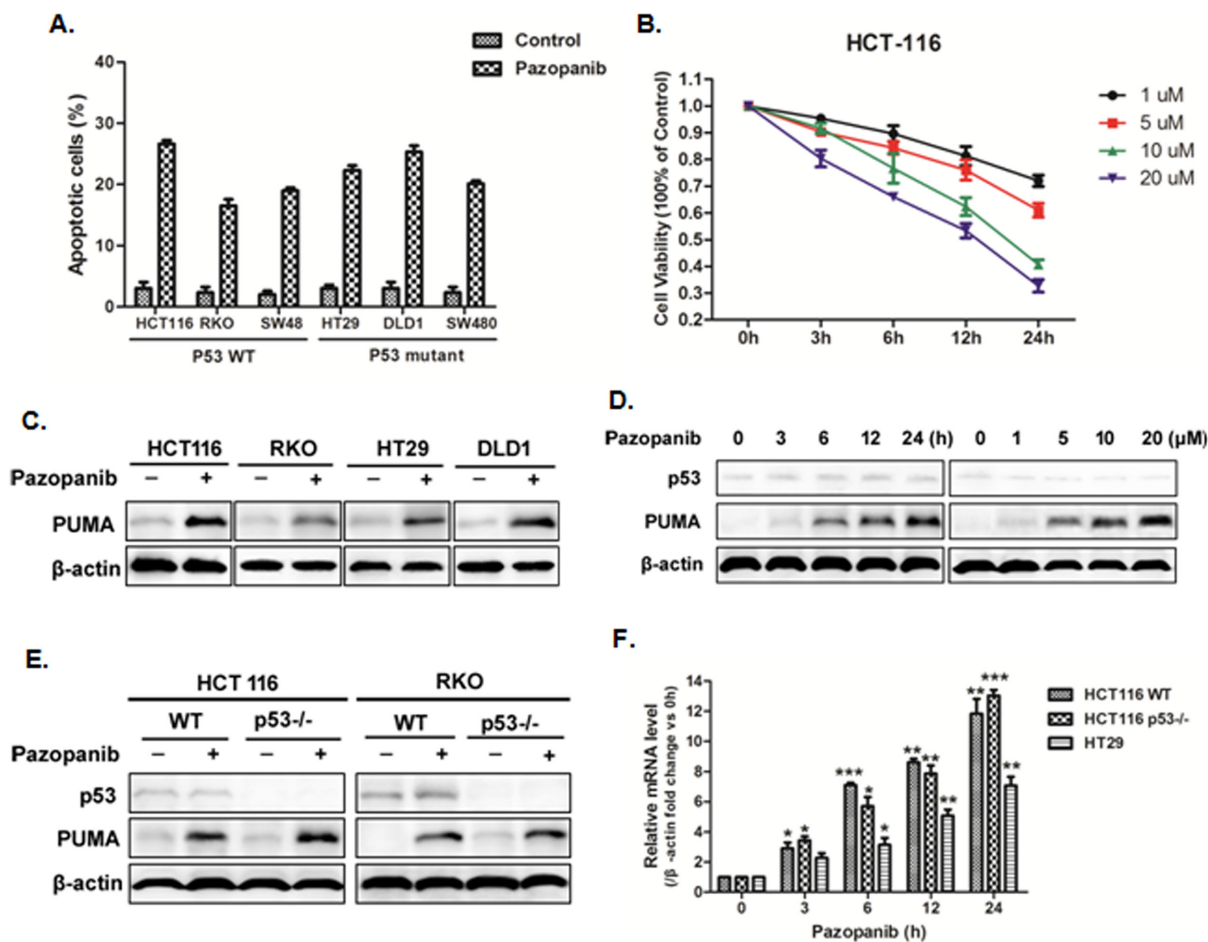 A.
Control
Pazopanib
Apoptotic cells (%)
40
30
20
10
0
HCT116 RKO SW48 HT29 DLD1 SW480
P53 WT P53 mutant
B.
HCT-116
Cell Viability (100% of Control)
1.1
1.0
0.9
0.8
0.7
0.6
0.5
0.4
0.3
0.2
0h 3h 6h 12h 24h
1 uM
5 uM
10 uM
20 uM
C.
HCT116 RKO HT29 DLD1
Pazopanib – + – + – + – +
PUMA
β-actin
D.
Pazopanib 0 3 6 12 24 (h) 0 1 5 10 20 (μM)
p53
PUMA
β-actin
E.
HCT 116 RKO
WT p53-/- WT p53-/-
Pazopanib – + – + – + – +
p53
PUMA
β-actin
F.
Relative mRNA level
(/β -actin fold change vs 0h)
14
12
10
8
6
4
2
0
* *
*** * *
** ** **
** *** **
0 3 6 12 24
Pazopanib (h)
HCT116 WT
HCT116 p53-/-
HT29